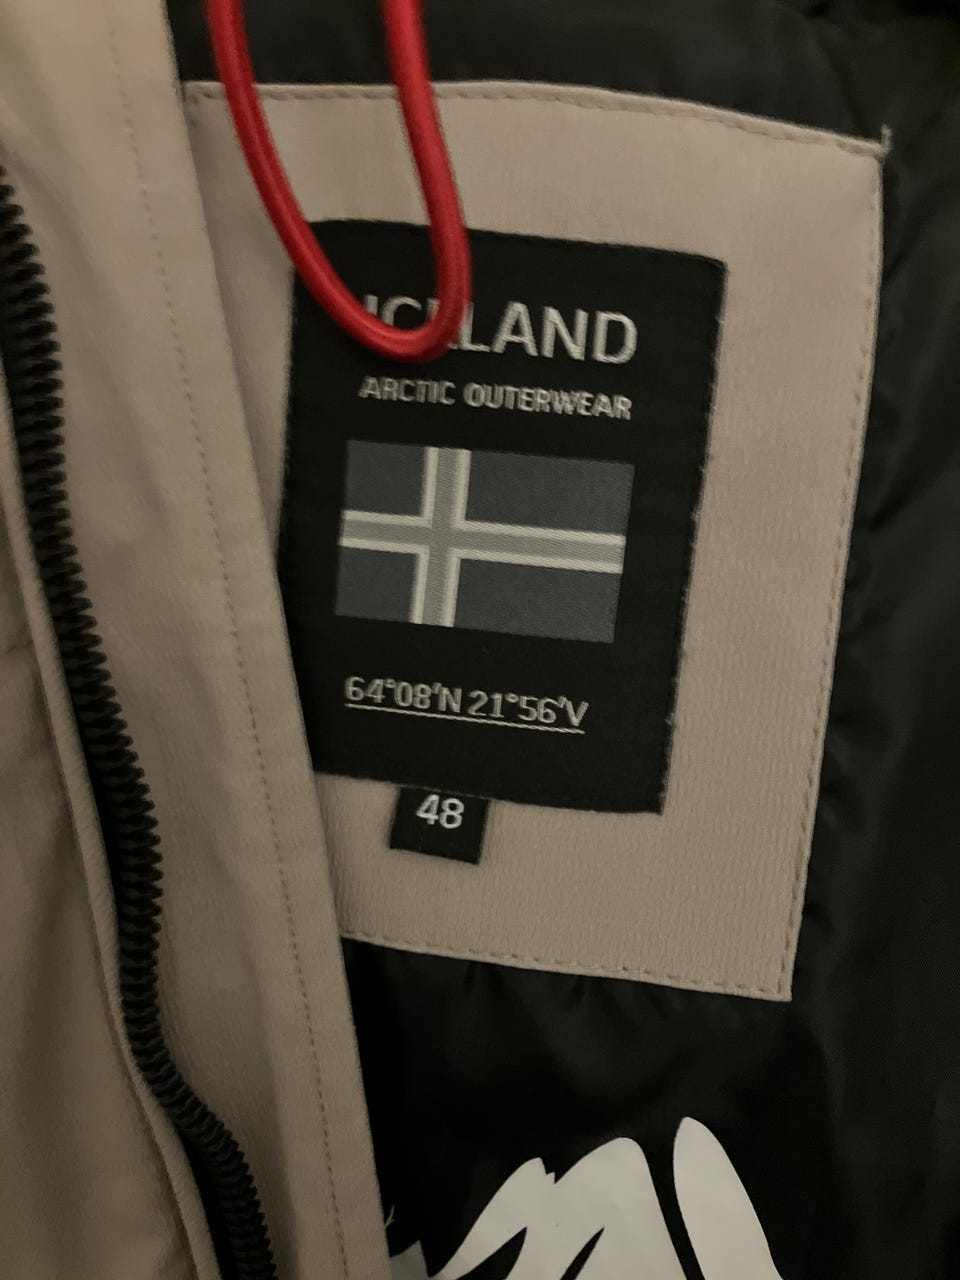 ICELAND
ARCTIC OUTERWEAR
64°08'N 21°56'V
48